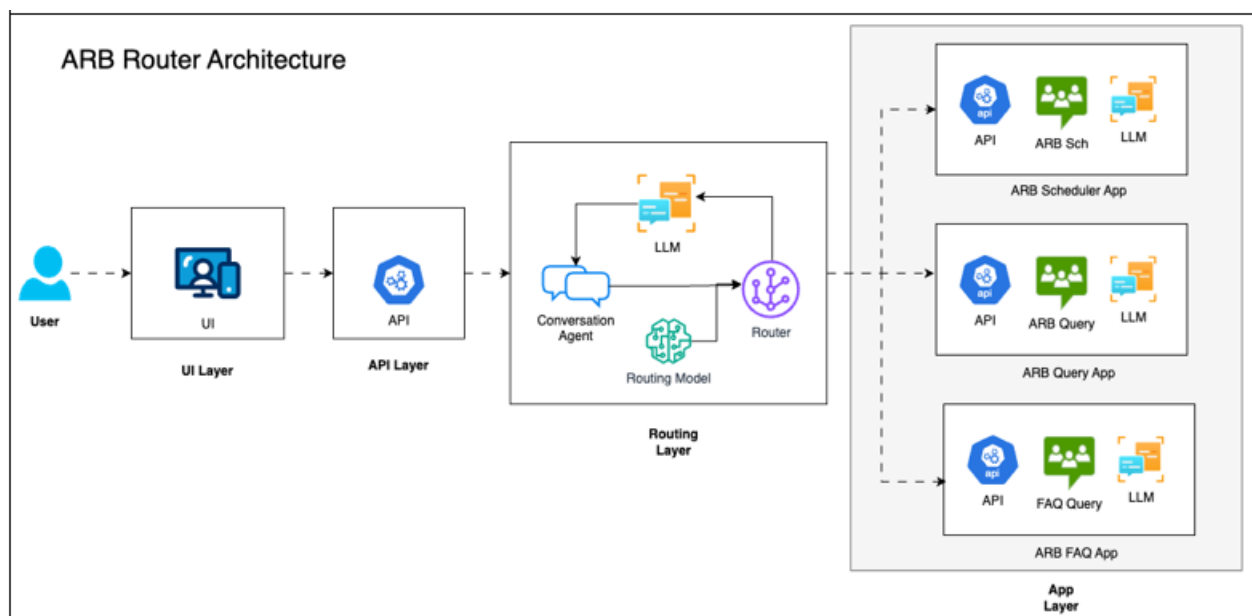 ARB Router Architecture
User
UI
UI Layer
API
API Layer
LLM
Conversation
Agent
Routing Model
Router
Routing
Layer
api
API
ARB Sch
LLM
ARB Scheduler App
api
API
ARB Query
LLM
ARB Query App
api
API
FAQ Query
LLM
ARB FAQ App
App
Layer